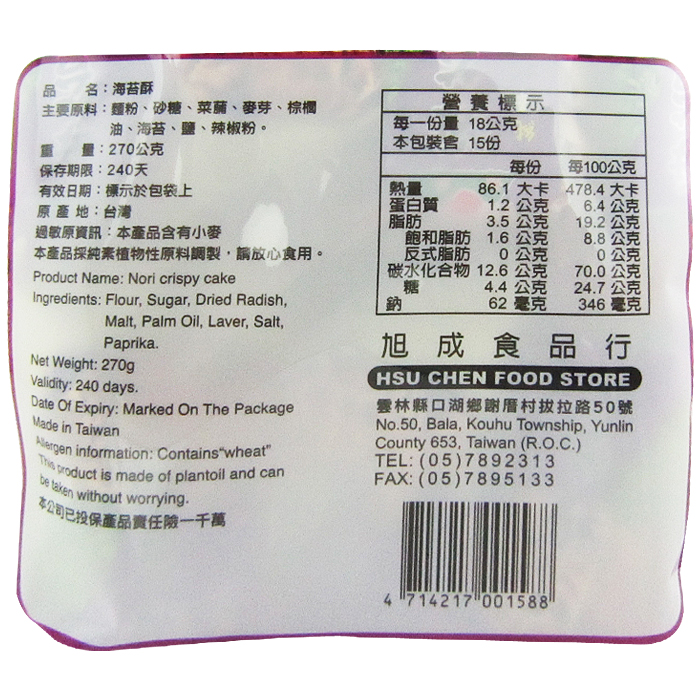 品　　名：海苔酥
主要原料：麵粉、砂糖、菜蒲、麥芽、棕櫚
油、海苔、鹽、辣椒粉。
重　　量：270公克
保存期限：240天
有效日期：標示於包裝上
原 產 地：台灣
過敏原資訊：本產品含有小麥
本產品採純素植物性原料調製，請放心食用。
Product Name: Nori crispy cake
Ingredients: Flour, Sugar, Dried Radish,
Malt, Palm Oil, Laver, Salt,
Paprika.
Net Weight: 270g
Validity: 240 days.
Date Of Expiry: Marked On The Package
Made in Taiwan
Allergen information: Contains“wheat”
This product is made of plantoil and can
be taken without worrying.
本公司已投保產品責任險一千萬
營 養 標 示
每一份量 18公克
本包裝含 15份
每份 每100公克
熱量 86.1 大卡 478.4 大卡
蛋白質 1.2 公克 6.4 公克
脂肪 3.5 公克 19.2 公克
飽和脂肪 1.6 公克 8.8 公克
反式脂肪 0 公克 0 公克
碳水化合物 12.6 公克 70.0 公克
糖 4.4 公克 24.7 公克
鈉 62 毫克 346 毫克
旭 成 食 品 行
HSU CHEN FOOD STORE
雲林縣口湖鄉謝厝村拔拉路50號
No.50, Bala, Kouhu Township, Yunlin
County 653, Taiwan (R.O.C.)
TEL: (05)7892313
FAX: (05)7895133
4 714217 001588